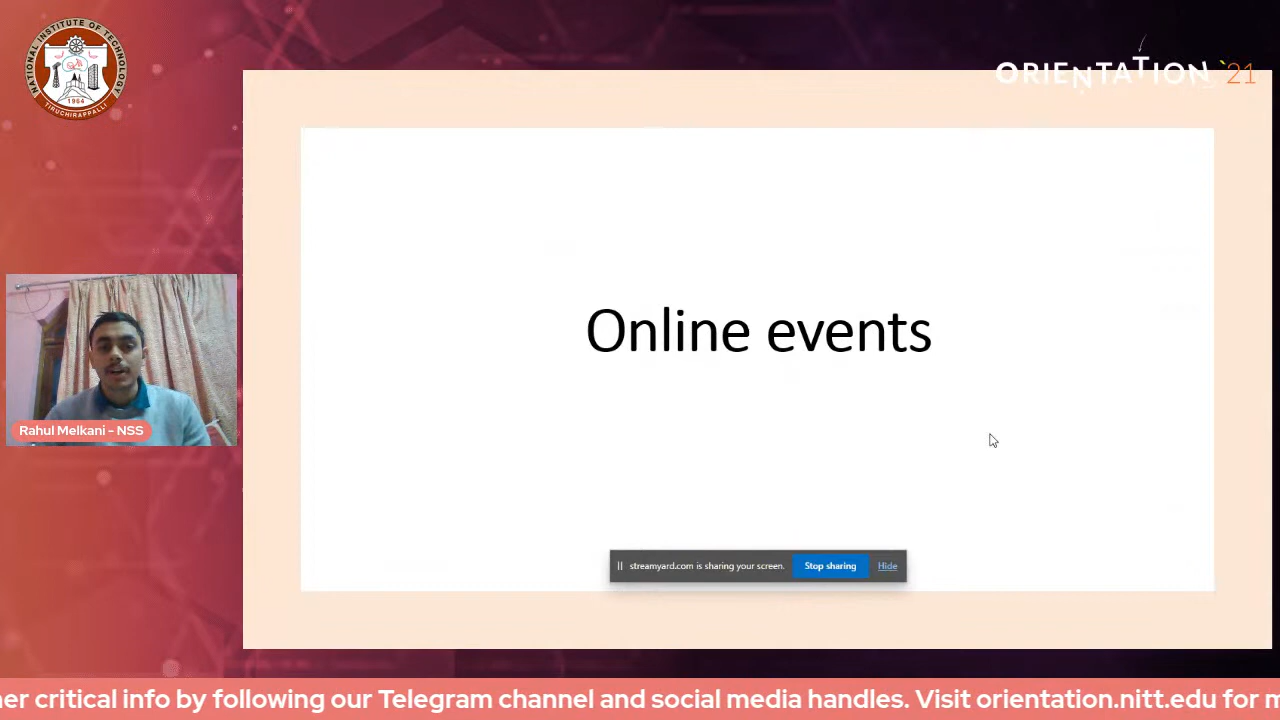 NATIONAL INSTITUTE OF TECHNOLOGY
1964
TIRUCHIRAPPALLI
ORIENTATION `21
Online events
Rahul Melkani - NSS
streamyard.com is sharing your screen. Stop sharing Hide
critical info by following our Telegram channel and social media handles. Visit orientation.nitt.edu for